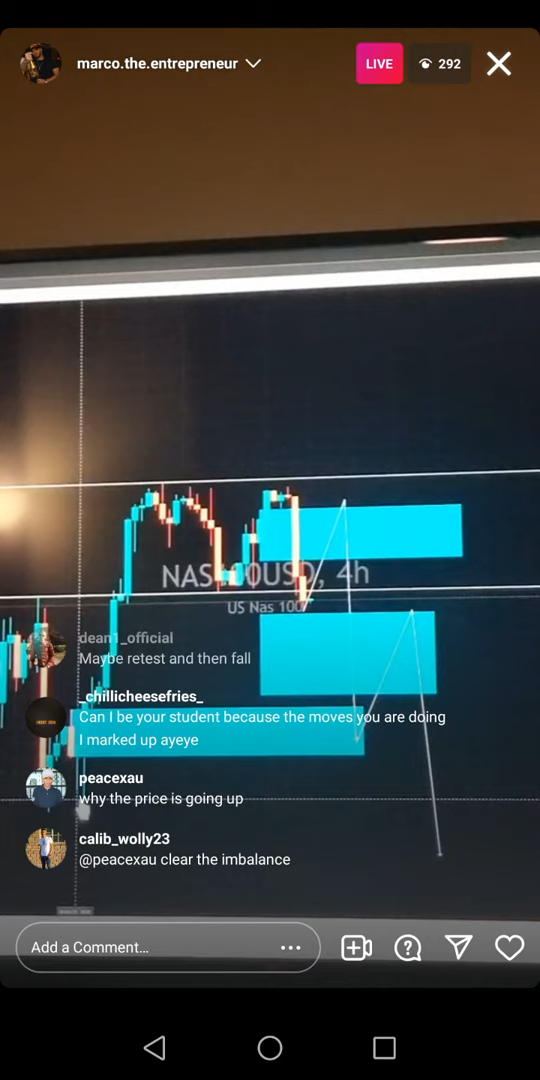 marco.the.entrepreneur
LIVE
292
NAS100USD, 4h
US Nas 100
dean1_official
Maybe retest and then fall
_chillicheesefries_
Can I be your student because the moves you are doing
I marked up ayeye
peacexau
why the price is going up
calib_wolly23
@peacexau clear the imbalance
Add a Comment…